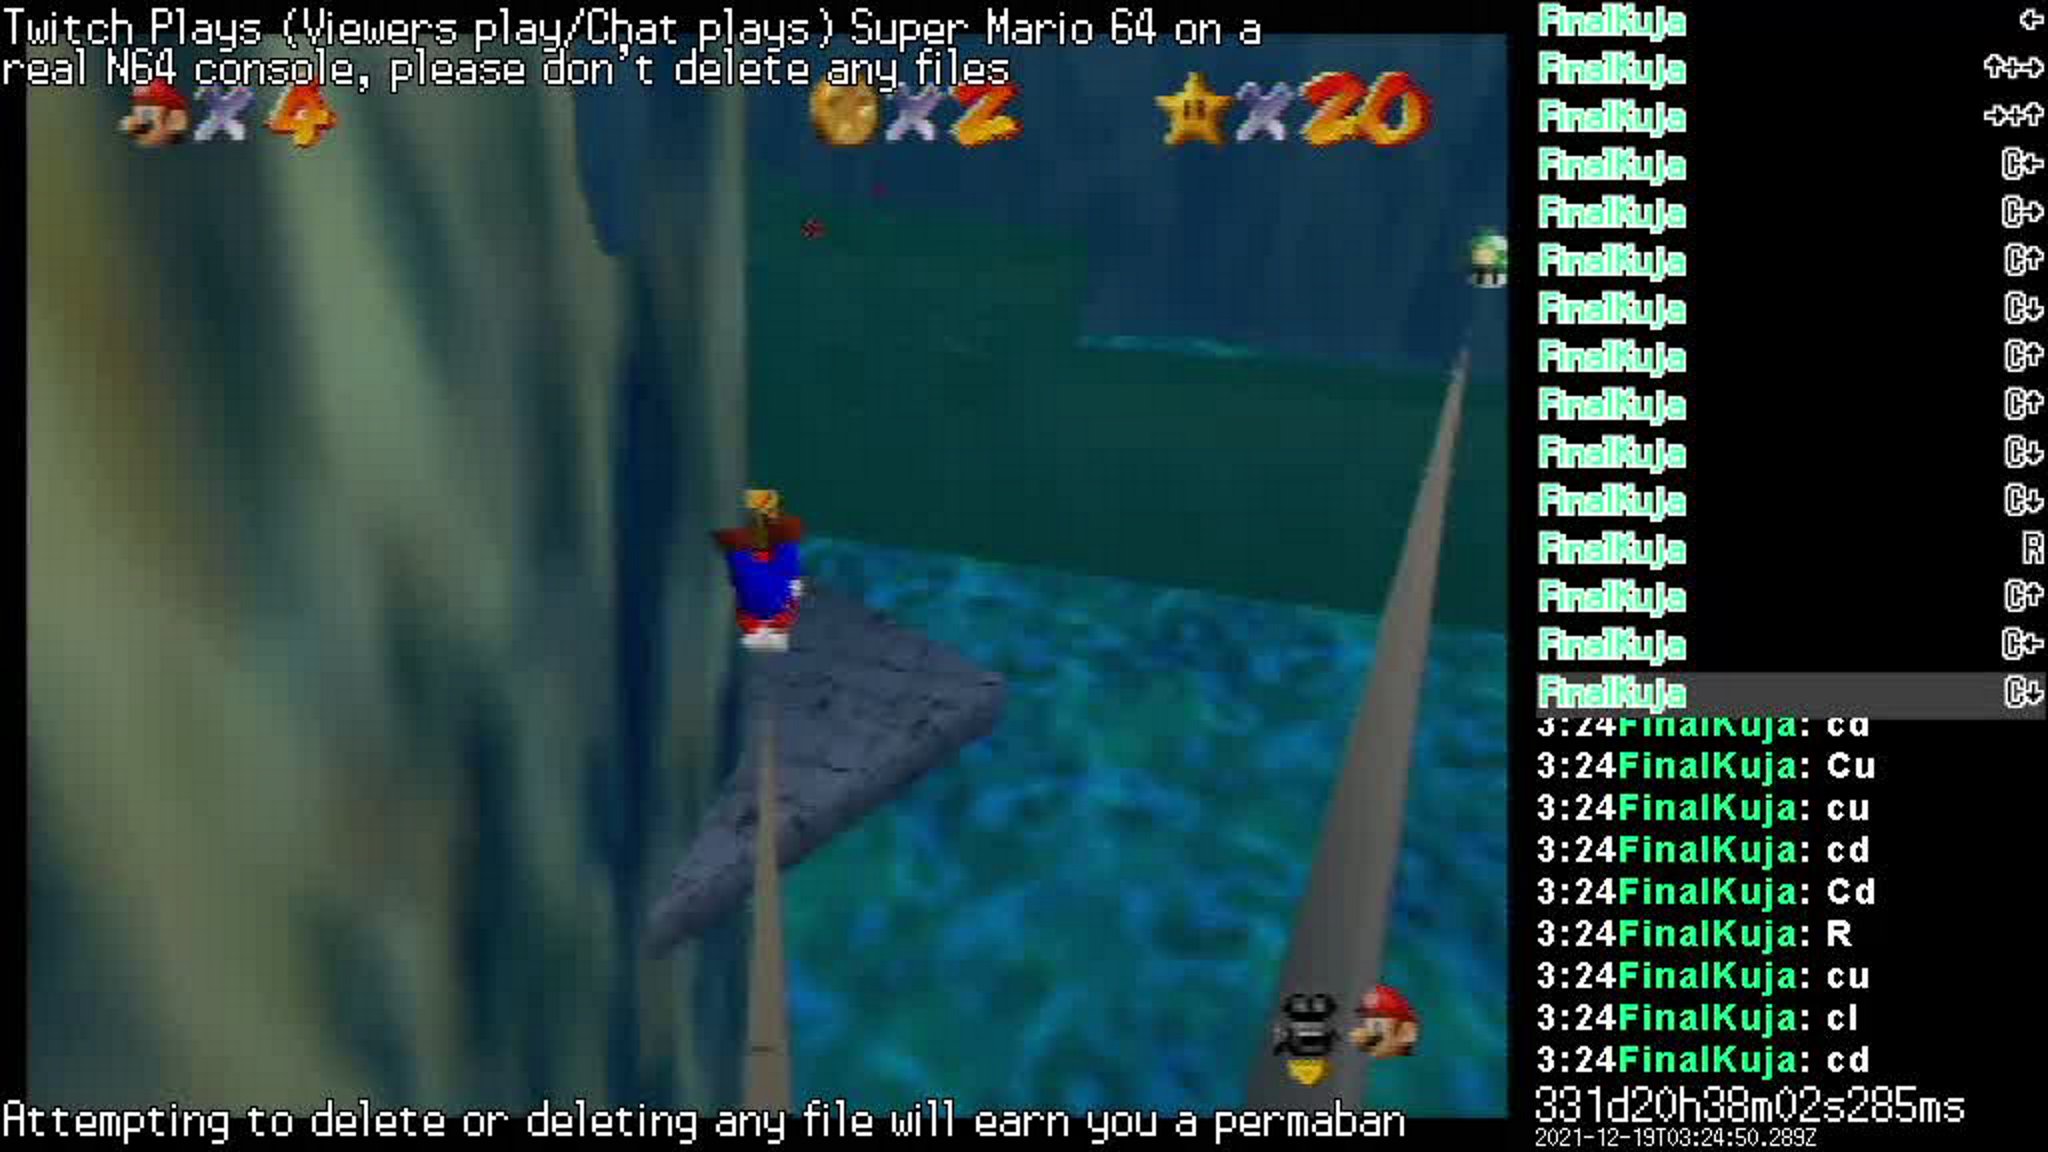 Twitch Plays (Viewers play/Chat plays) Super Mario 64 on a
real N64 console, please don't delete any files
x 4
x 2
x 20
FinalKuja ←
FinalKuja ↑+→
FinalKuja →+↑
FinalKuja C←
FinalKuja C→
FinalKuja C↑
FinalKuja C↓
FinalKuja C↑
FinalKuja C↑
FinalKuja C↓
FinalKuja C↓
FinalKuja R
FinalKuja C↑
FinalKuja C←
FinalKuja C↓
3:24FinalKuja: cd
3:24FinalKuja: Cu
3:24FinalKuja: cu
3:24FinalKuja: cd
3:24FinalKuja: Cd
3:24FinalKuja: R
3:24FinalKuja: cu
3:24FinalKuja: cl
3:24FinalKuja: cd
Attempting to delete or deleting any file will earn you a permaban
331d20h38m02s285ms
2021-12-19T03:24:50.289Z